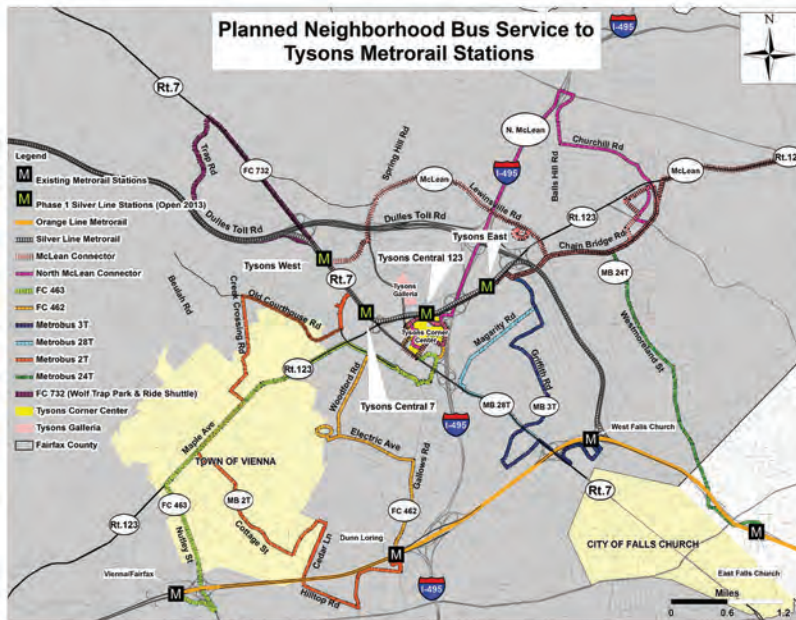 Planned Neighborhood Bus Service to
Tysons Metrorail Stations
N
I-495
Rt.7
N. McLean
Churchill Rd
Balls Hill Rd
Rt.12
Trap Rd
FC 732
Spring Hill Rd
McLean
I-495
McLean
Lewinsville Rd
Rt.123
Dulles Toll Rd
Dulles Toll Rd
Tysons East
Chain Bridge Rd
Tysons Central 123
Tysons West
MB 24T
Legend
M Existing Metrorail Stations
M Phase 1 Silver Line Stations (Open 2013)
Orange Line Metrorail
Silver Line Metrorail
McLean Connector
North McLean Connector
FC 463
FC 462
Metrobus 3T
Metrobus 28T
Metrobus 2T
Metrobus 24T
FC 732 (Wolf Trap Park & Ride Shuttle)
Tysons Corner Center
Tysons Galleria
Fairfax County
M
Rt.7
Tysons
Galleria
M
M
M
Beulah Rd
Creek Crossing Rd
Old Courthouse Rd
Tysons Corner
Center
Magarity Rd
Griffith Rd
Westmoreland St
Rt.123
Woodford Rd
Tysons Central 7
MB 28T
MB 3T
I-495
West Falls Church
M
Maple Ave
Electric Ave
Gallows Rd
TOWN OF VIENNA
Rt.7
FC 463
MB 2T
FC 462
Rt.123
Cottage St
Cedar Ln
Dunn Loring
M
CITY OF FALLS CHURCH
M
Nutley St
East Falls Church
Vienna/Fairfax
M
Hilltop Rd
I-495
Miles
0 0.6 1.2